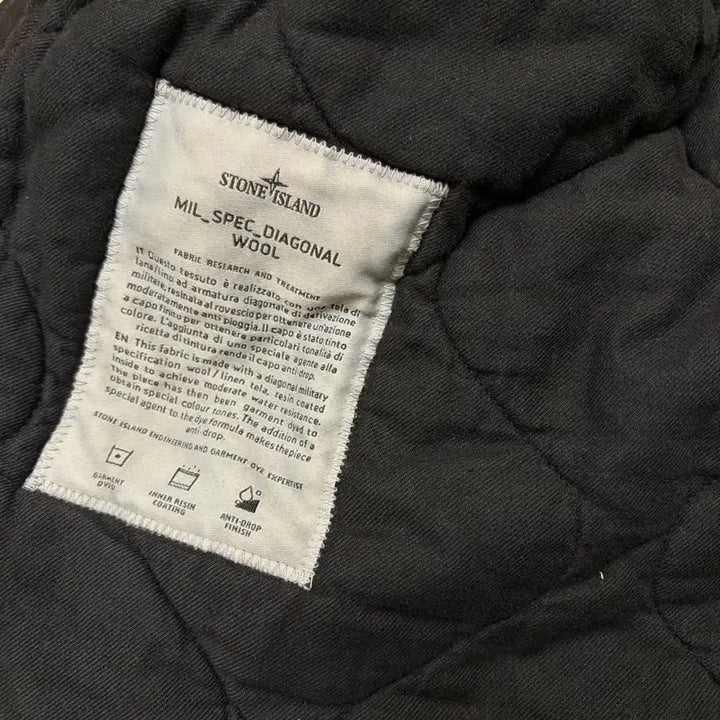 STONE ISLAND
MIL_SPEC_DIAGONAL
WOOL
FABRIC RESEARCH AND TREATMENT
IT Questo tessuto è realizzato con una tela di
lana/lino ad armatura diagonale di derivazione
militare, resinata al rovescio per ottenere un'azione
moderatamente anti pioggia. Il capo è stato tinto
a capo finito per ottenere particolari tonalità di
colore. L'aggiunta di uno speciale agente alla
ricetta di tintura rende il capo anti-drop.
EN This fabric is made with a diagonal military
specification wool / linen tela, resin coated
inside to achieve moderate water resistance.
The piece has then been garment dyed to
obtain special colour tones. The addition of a
special agent to the dye formula makes the piece
anti-drop.
STONE ISLAND ENGINEERING AND GARMENT DYE EXPERTISE
GARMENT
DYED
INNER RESIN
COATING
ANTI-DROP
FINISH